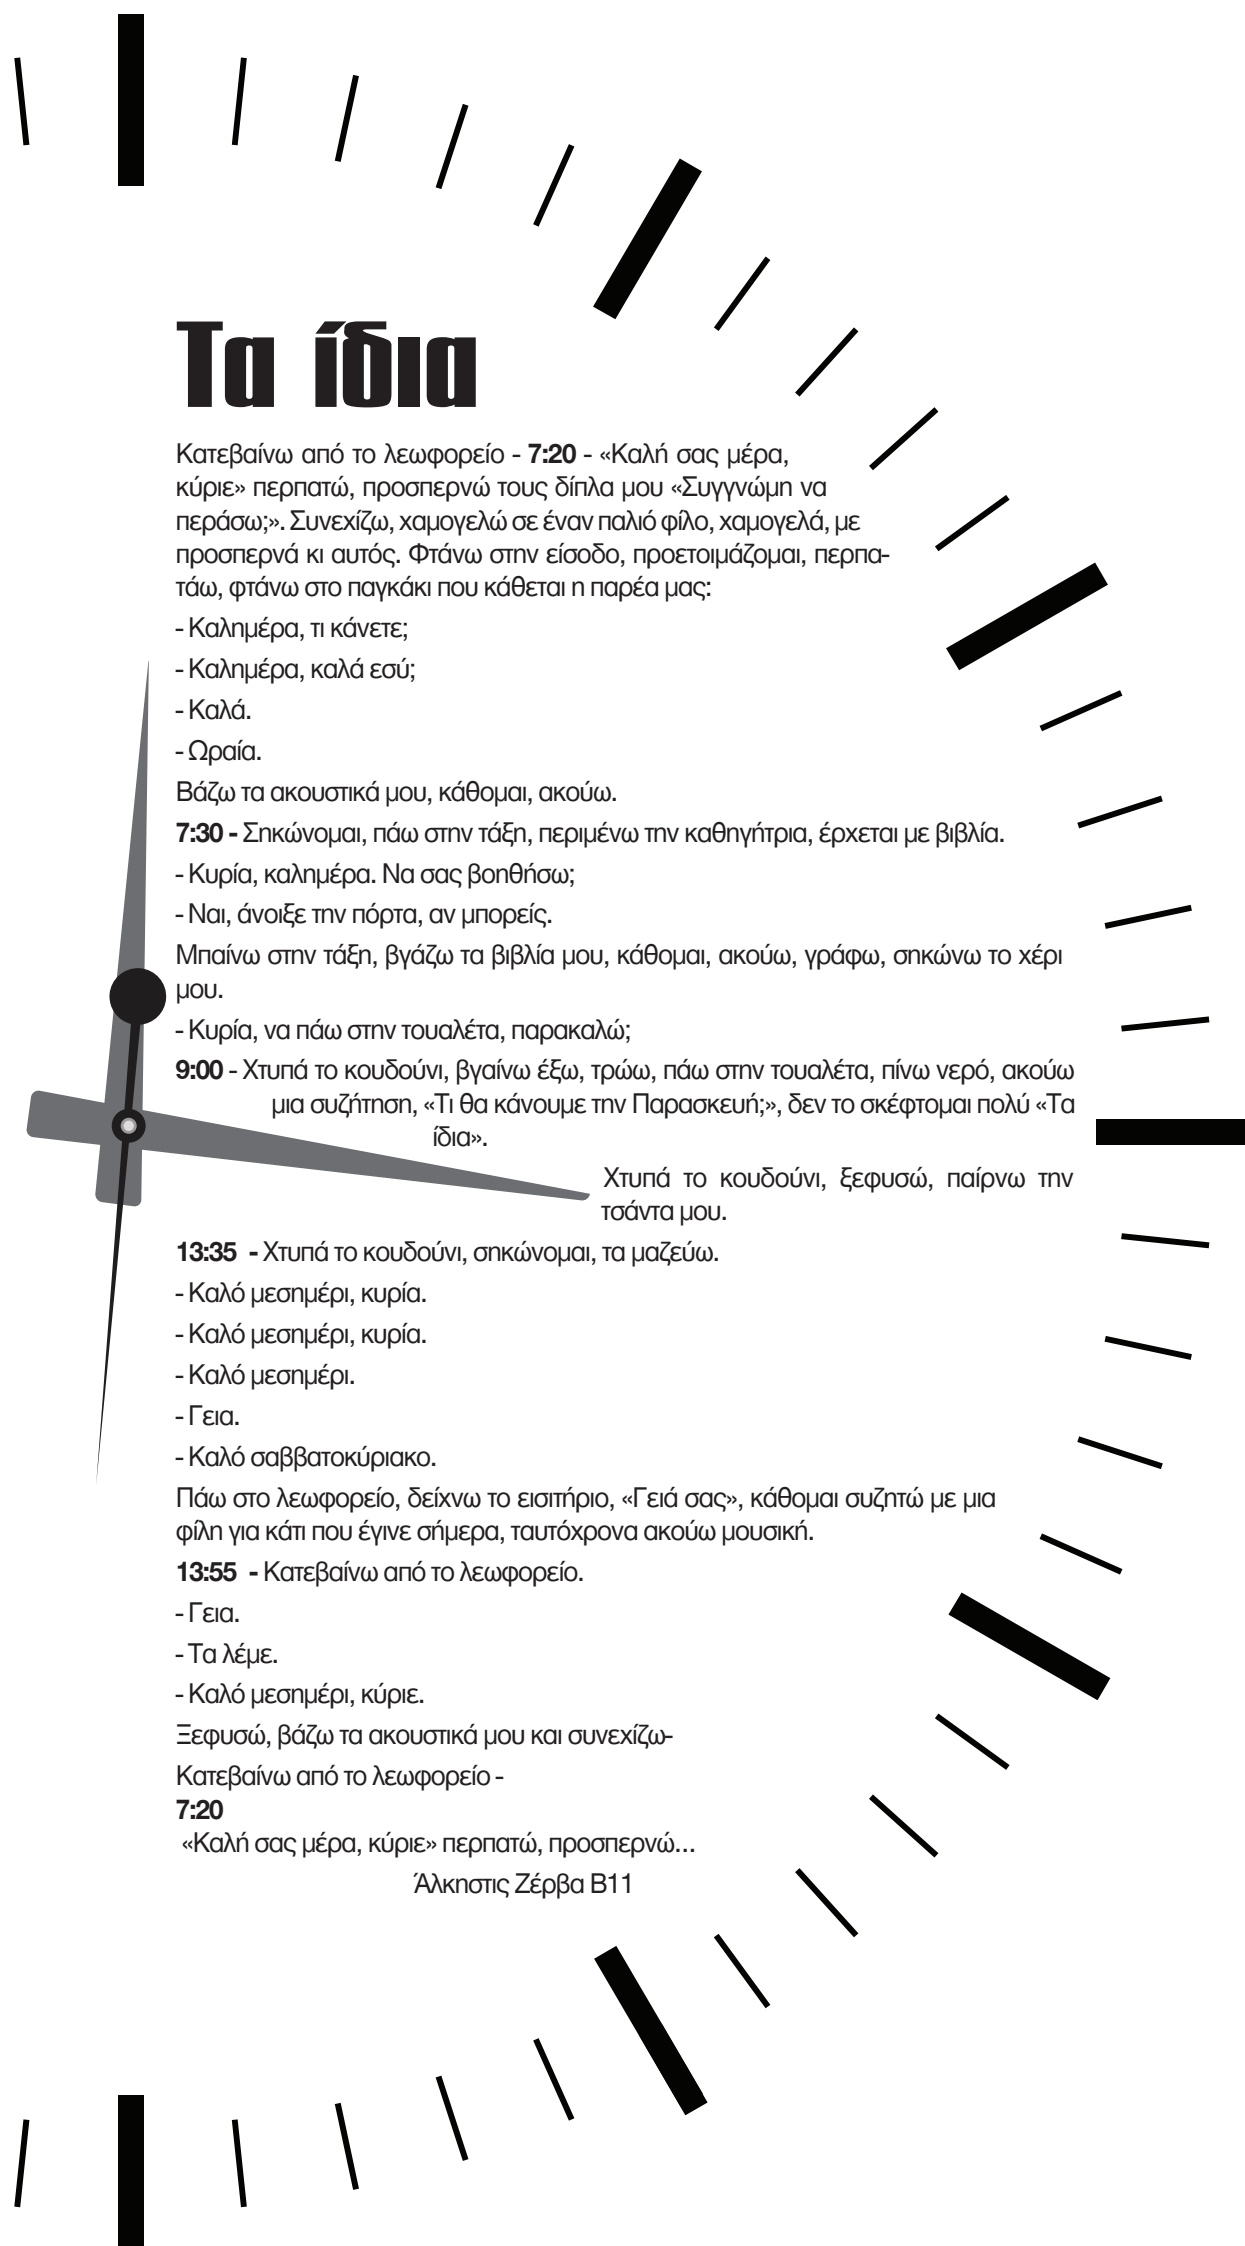 Τα ίδια
Κατεβαίνω από το λεωφορείο - 7:20 - «Καλή σας μέρα,
κύριε» περπατώ, προσπερνώ τους δίπλα μου «Συγγνώμη να
περάσω;». Συνεχίζω, χαμογελώ σε έναν παλιό φίλο, χαμογελά, με
προσπερνά κι αυτός. Φτάνω στην είσοδο, προετοιμάζομαι, περπα-
τάω, φτάνω στο παγκάκι που κάθεται η παρέα μας:
- Καλημέρα, τι κάνετε;
- Καλημέρα, καλά εσύ;
- Καλά.
- Ωραία.
Βάζω τα ακουστικά μου, κάθομαι, ακούω.
7:30 - Σηκώνομαι, πάω στην τάξη, περιμένω την καθηγήτρια, έρχεται με βιβλία.
- Κυρία, καλημέρα. Να σας βοηθήσω;
- Ναι, άνοιξε την πόρτα, αν μπορείς.
Μπαίνω στην τάξη, βγάζω τα βιβλία μου, κάθομαι, ακούω, γράφω, σηκώνω το χέρι
μου.
- Κυρία, να πάω στην τουαλέτα, παρακαλώ;
9:00 - Χτυπά το κουδούνι, βγαίνω έξω, τρώω, πάω στην τουαλέτα, πίνω νερό, ακούω
μια συζήτηση, «Τι θα κάνουμε την Παρασκευή;», δεν το σκέφτομαι πολύ «Τα
ίδια».
Χτυπά το κουδούνι, ξεφυσώ, παίρνω την
τσάντα μου.
13:35 - Χτυπά το κουδούνι, σηκώνομαι, τα μαζεύω.
- Καλό μεσημέρι, κυρία.
- Καλό μεσημέρι, κυρία.
- Καλό μεσημέρι.
- Γεια.
- Καλό σαββατοκύριακο.
Πάω στο λεωφορείο, δείχνω το εισιτήριο, «Γειά σας», κάθομαι συζητώ με μια
φίλη για κάτι που έγινε σήμερα, ταυτόχρονα ακούω μουσική.
13:55 - Κατεβαίνω από το λεωφορείο.
- Γεια.
- Τα λέμε.
- Καλό μεσημέρι, κύριε.
Ξεφυσώ, βάζω τα ακουστικά μου και συνεχίζω-
Κατεβαίνω από το λεωφορείο -
7:20
«Καλή σας μέρα, κύριε» περπατώ, προσπερνώ...
Άλκηστις Ζέρβα Β11